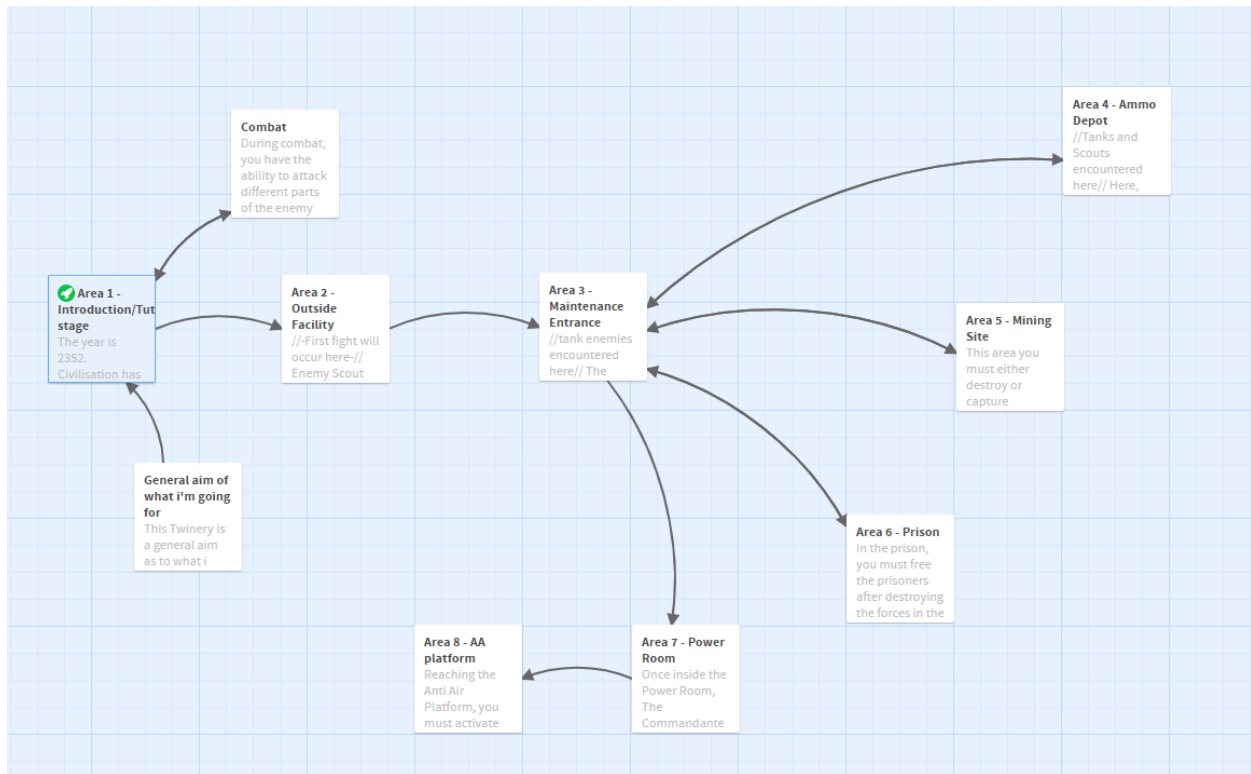 Combat
During combat,
you have the
ability to attack
different parts
of the enemy
Area 4 - Ammo
Depot
//Tanks and
Scouts
encountered
here// Here,
Area 1 -
Introduction/Tut
stage
The year is
2352.
Civilisation has
Area 2 -
Outside
Facility
//-First fight will
occur here-//
Enemy Scout
Area 3 -
Maintenance
Entrance
//tank enemies
encountered
here// The
Area 5 - Mining
Site
This area you
must either
destroy or
capture
General aim of
what i'm going
for
This Twinery is
a general aim
as to what i
Area 6 - Prison
In the prison,
you must free
the prisoners
after destroying
the forces in the
Area 8 - AA
platform
Reaching the
Anti Air
Platform, you
must activate
Area 7 - Power
Room
Once inside the
Power Room,
The
Commandante